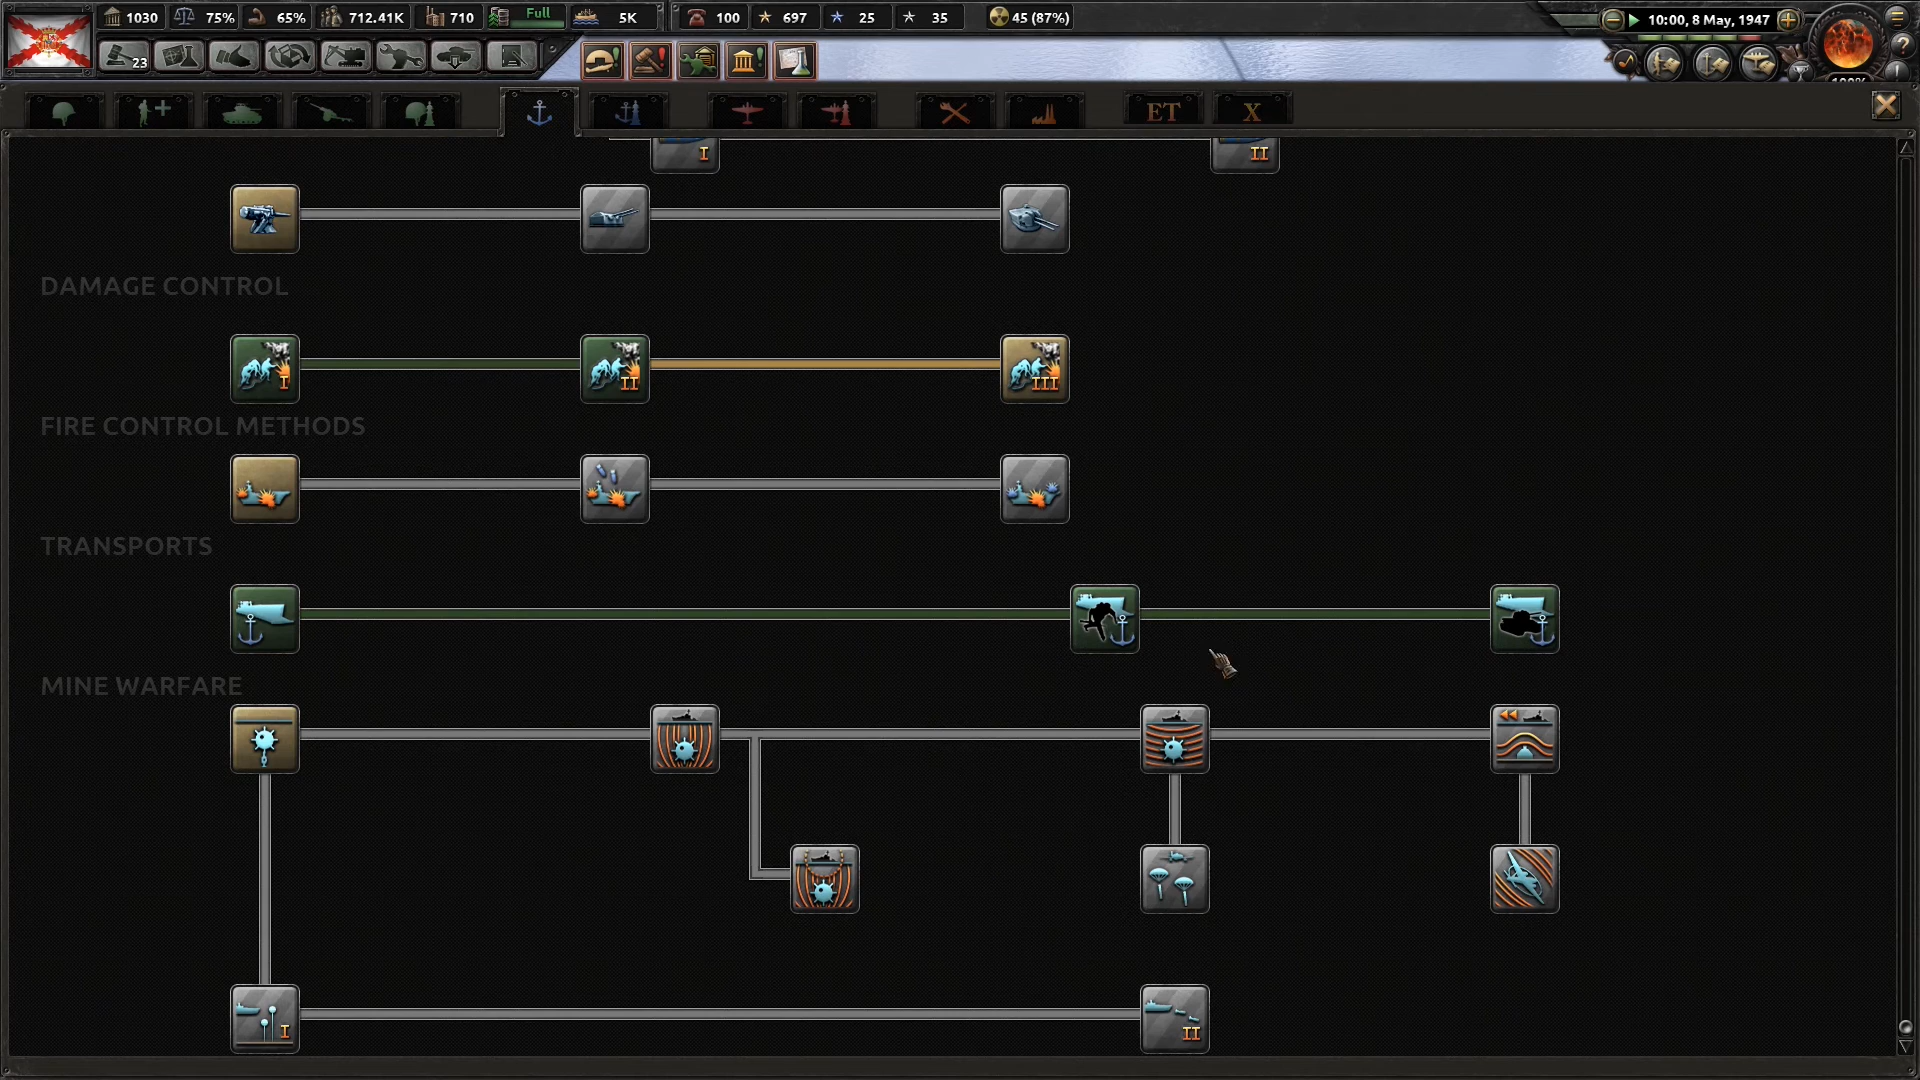 1030 75% 65% 712.41K 710 Full 5K 100 697 25 35 45 (87%) 10:00, 8 May, 1947
23
ET X
I II
DAMAGE CONTROL
I II III
FIRE CONTROL METHODS
TRANSPORTS
MINE WARFARE
I II